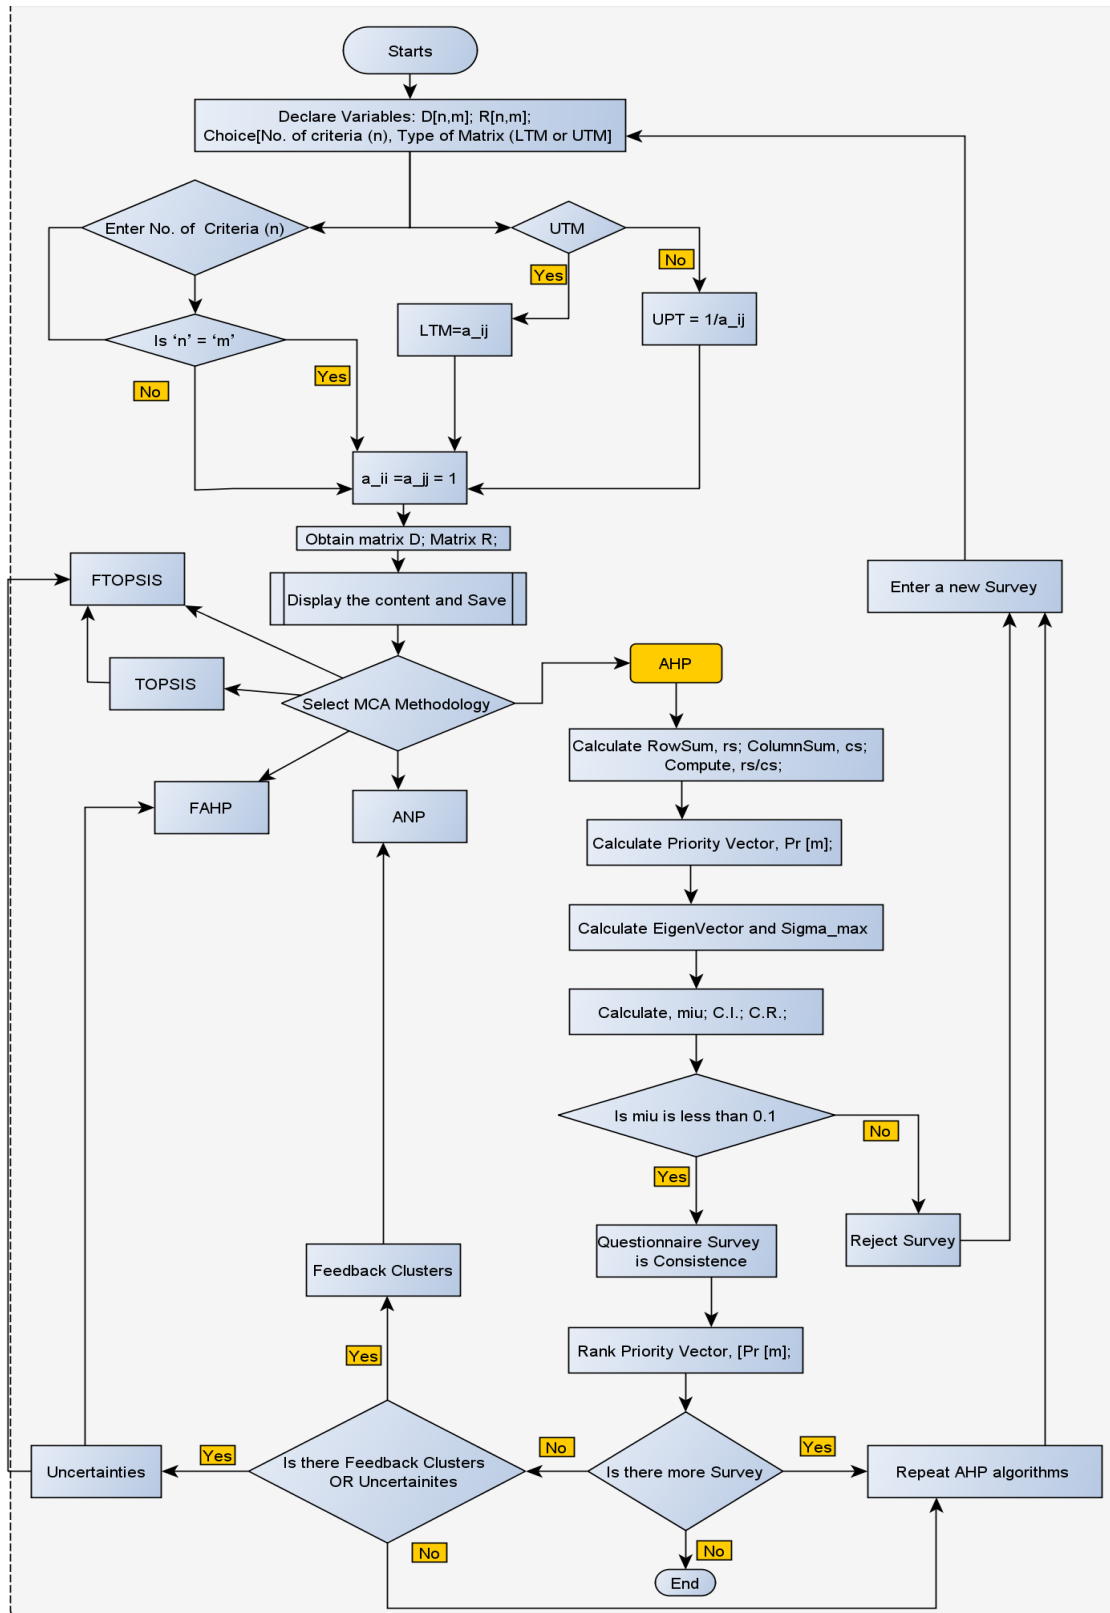 Starts
Declare Variables: D[n,m]; R[n,m];
Choice[No. of criteria (n), Type of Matrix (LTM or UTM]
Enter No. of  Criteria (n)
UTM
No
Yes
LTM=a_ij
UPT = 1/a_ij
Is ‘n’ = ‘m’
No
Yes
a_ii =a_jj = 1
Obtain matrix D; Matrix R;
FTOPSIS
Display the content and Save
Enter a new Survey
TOPSIS
Select MCA Methodology
AHP
Calculate RowSum, rs; ColumnSum, cs;
Compute, rs/cs;
FAHP
ANP
Calculate Priority Vector, Pr [m];
Calculate EigenVector and Sigma_max
Calculate, miu; C.I.; C.R.;
Is miu is less than 0.1
No
Yes
Questionnaire Survey
is Consistence
Reject Survey
Feedback Clusters
Yes
Rank Priority Vector, [Pr [m];
Yes
No
Yes
Uncertainties
Is there Feedback Clusters
OR Uncertainites
Is there more Survey
Repeat AHP algorithms
No
No
End